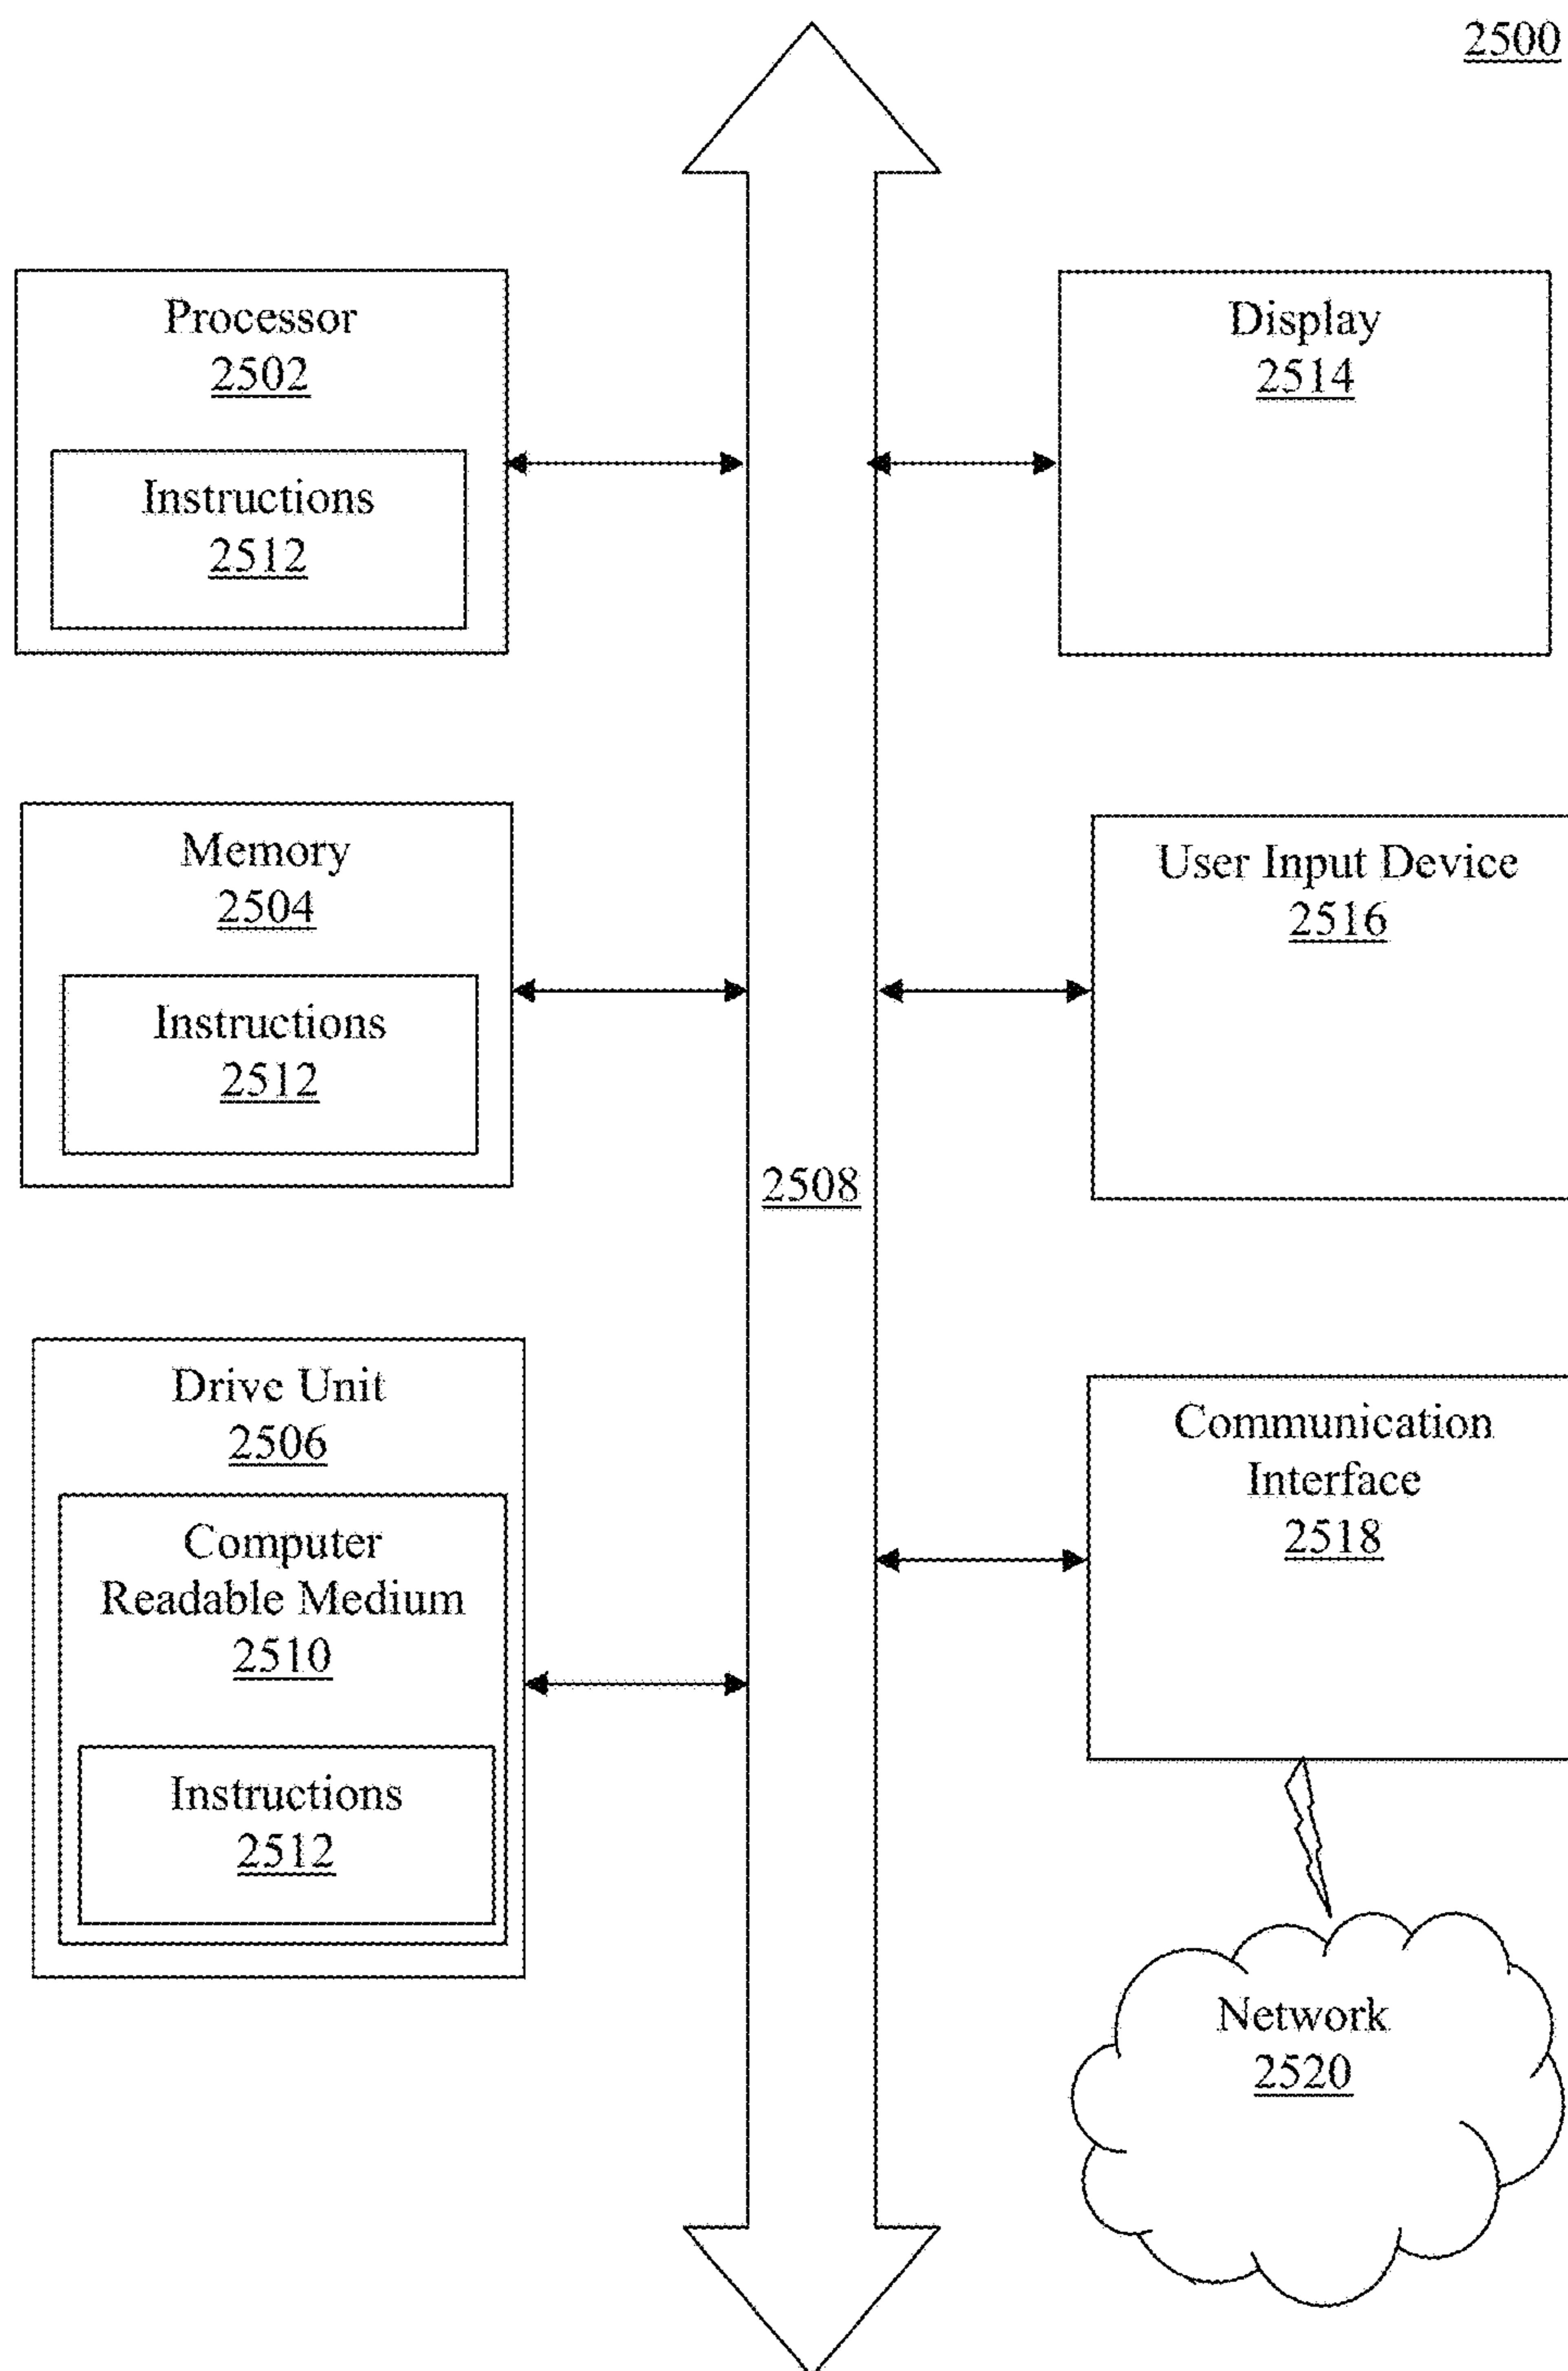 2500
Processor
2502
Instructions
2512
Display
2514
Memory
2504
Instructions
2512
User Input Device
2516
2508
Drive Unit
2506
Computer
Readable Medium
2510
Instructions
2512
Communication
Interface
2518
Network
2520